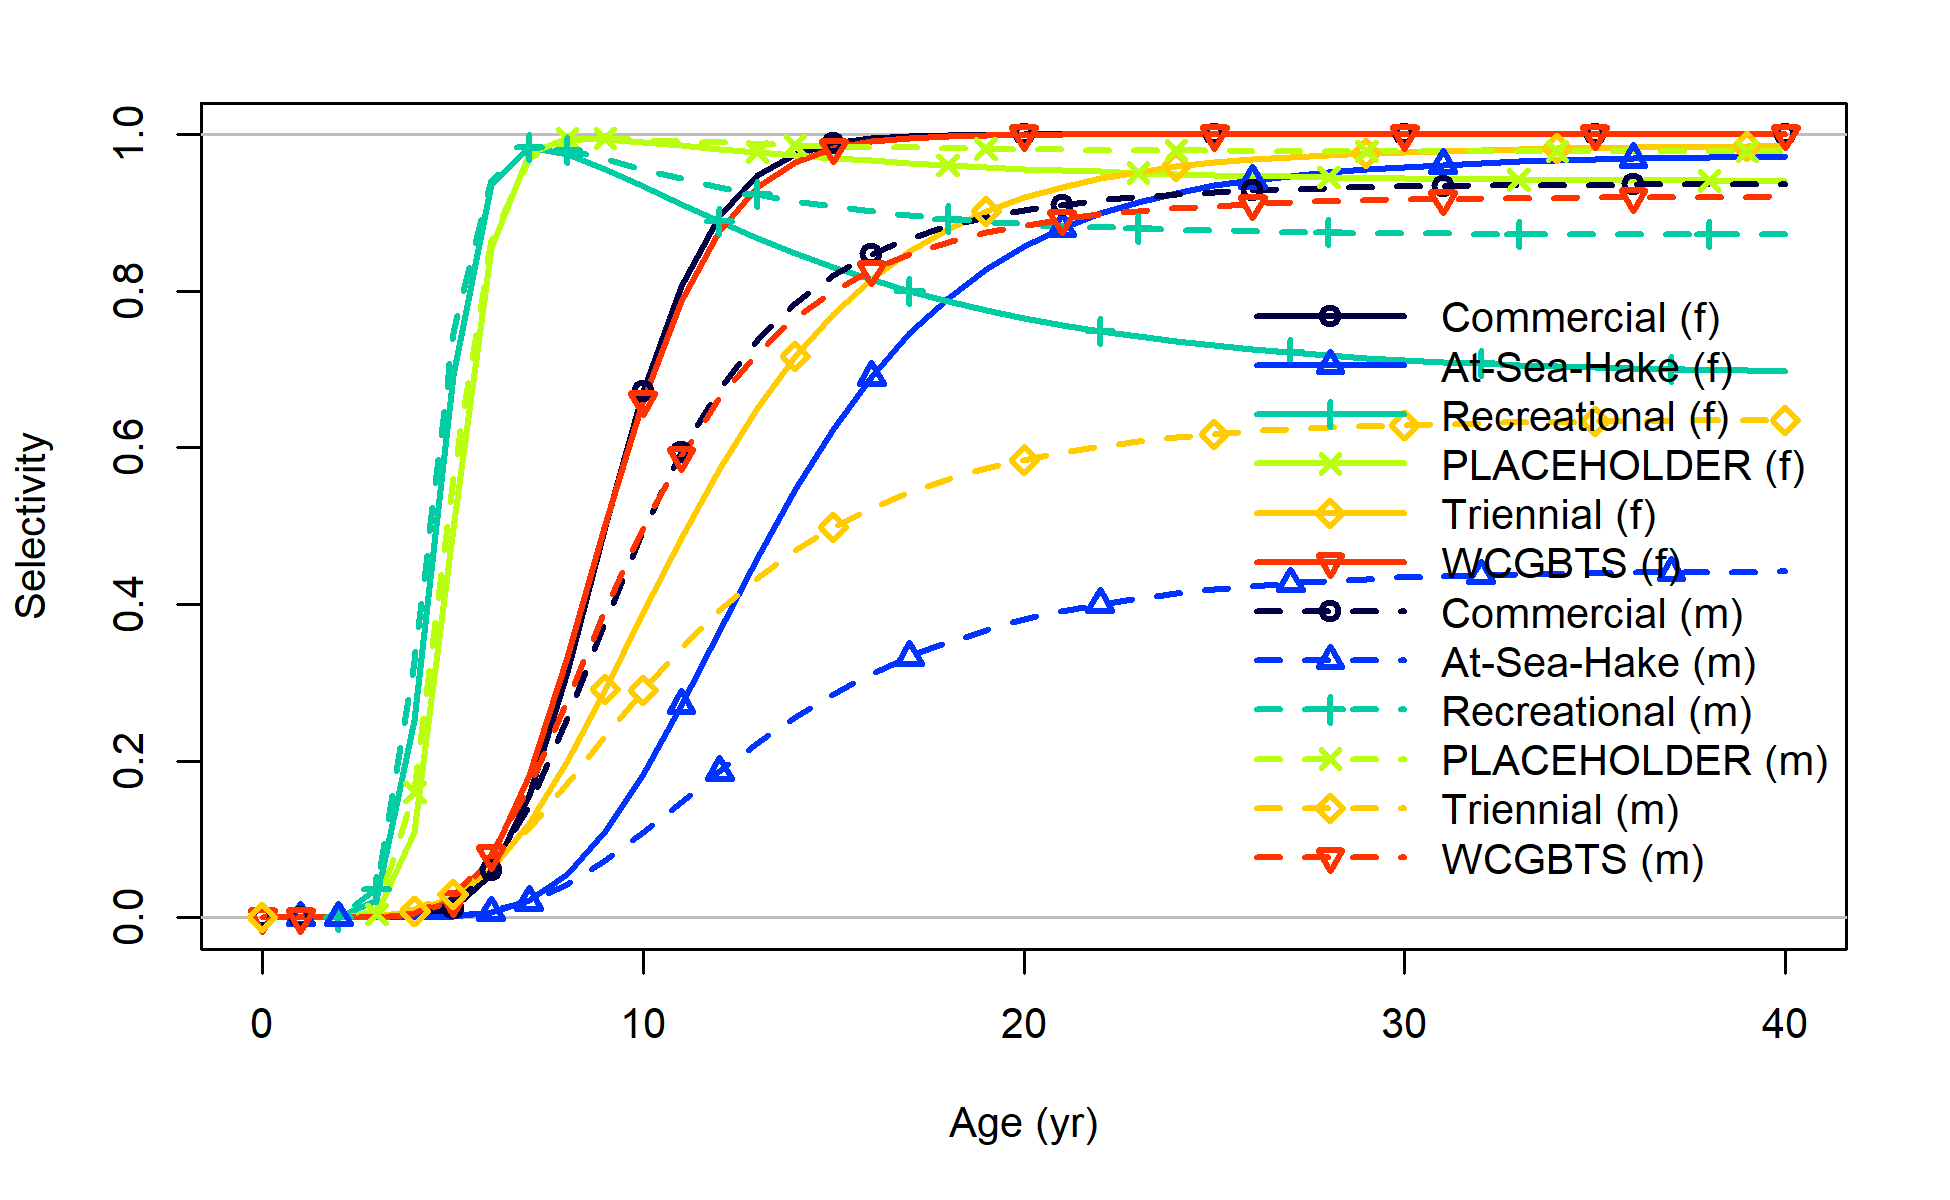 Selectivity
1.0
0.8
0.6
0.4
0.2
0.0
Commercial (f)
At-Sea-Hake (f)
Recreational (f)
PLACEHOLDER (f)
Triennial (f)
WCGBTS (f)
Commercial (m)
At-Sea-Hake (m)
Recreational (m)
PLACEHOLDER (m)
Triennial (m)
WCGBTS (m)
0 10 20 30 40
Age (yr)